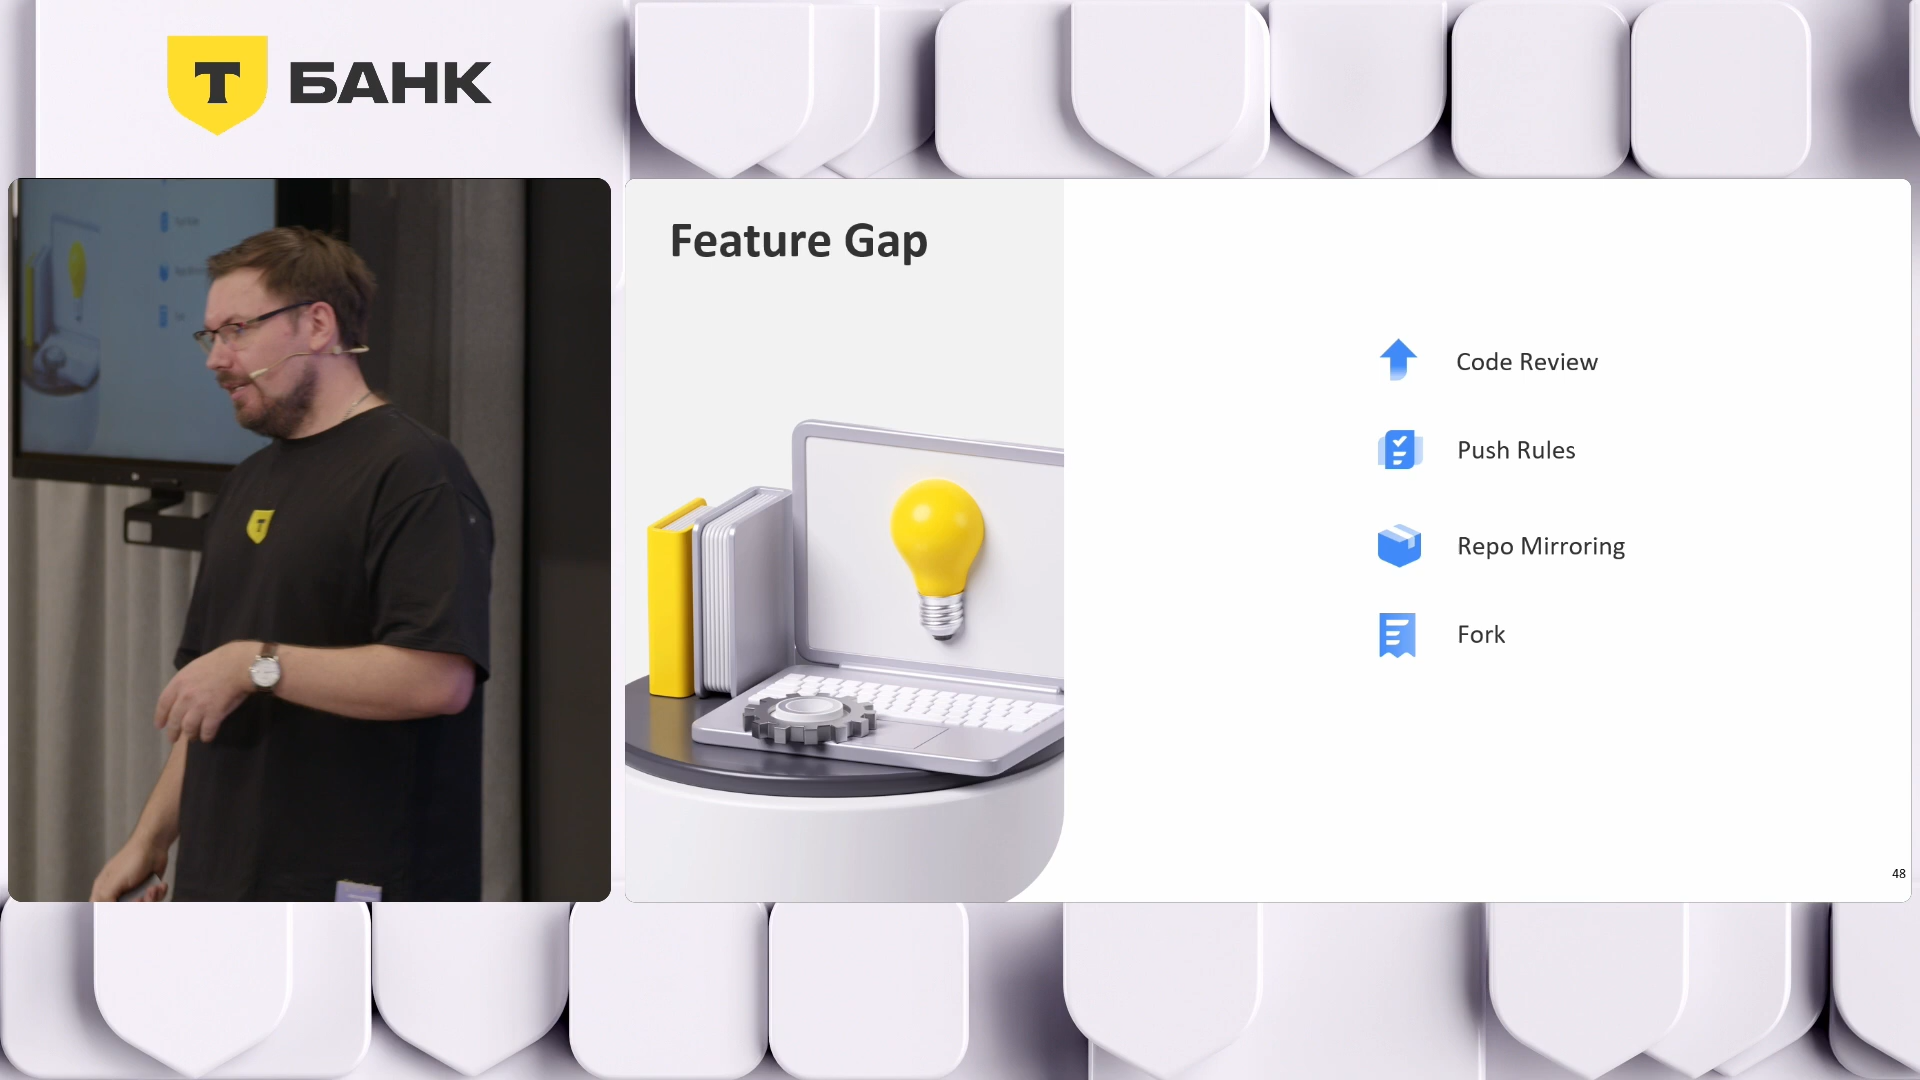 Т БАНК
Feature Gap
Code Review
Push Rules
Repo Mirroring
Fork
48